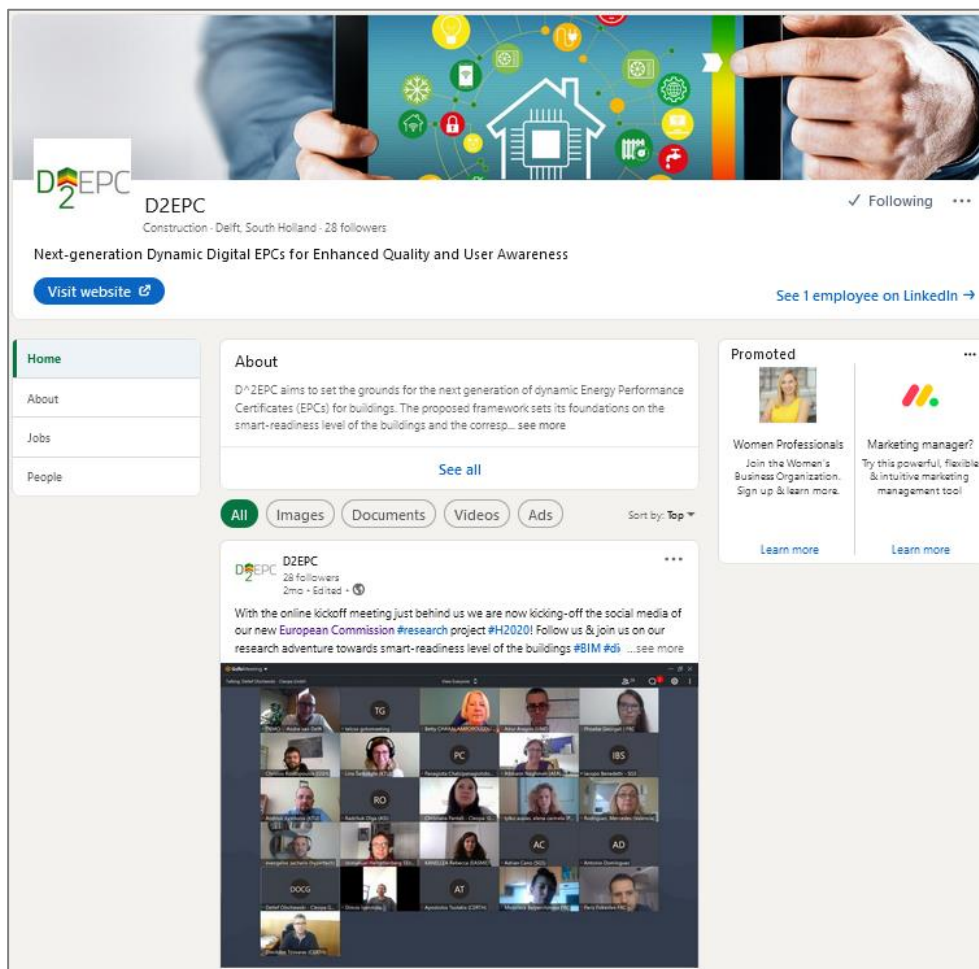 D2EPC
D2EPC
Construction · Delft, South Holland · 28 followers
✓ Following ...
Next-generation Dynamic Digital EPCs for Enhanced Quality and User Awareness
Visit website
See 1 employee on LinkedIn →
Home
About
Jobs
People
About
D^2EPC aims to set the grounds for the next generation of dynamic Energy Performance
Certificates (EPCs) for buildings. The proposed framework sets its foundations on the
smart-readiness level of the buildings and the corresp... see more
See all
All
Images
Documents
Videos
Ads
Sort by: Top
D2EPC
D2EPC
28 followers
2mo • Edited •
With the online kickoff meeting just behind us we are now kicking-off the social media of
our new European Commission #research project #H2020! Follow us & join us on our
research adventure towards smart-readiness level of the buildings #BIM #di ...see more
GoToMeeting
TG
PC
IBS
RO
AC
AD
DOCG
AT
Promoted
Women Professionals
Join the Women's
Business Organization.
Sign up & learn more.
Learn more
Marketing manager?
Try this powerful, flexible
& intuitive marketing
management tool
Learn more